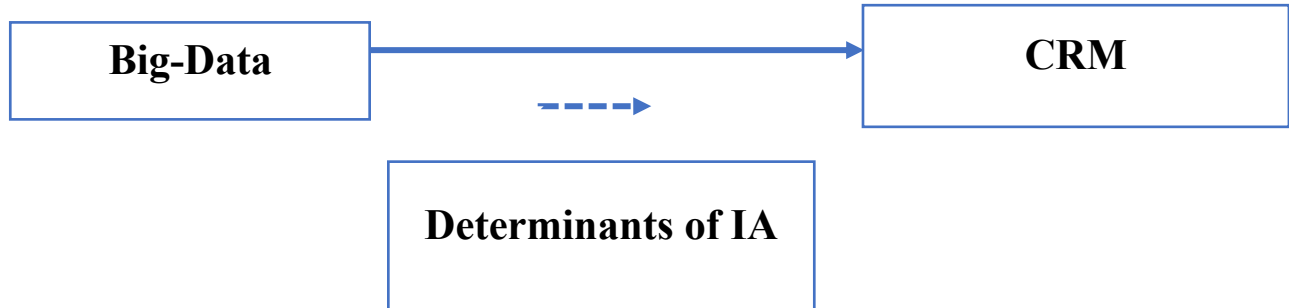 Big-Data
CRM
Determinants of IA